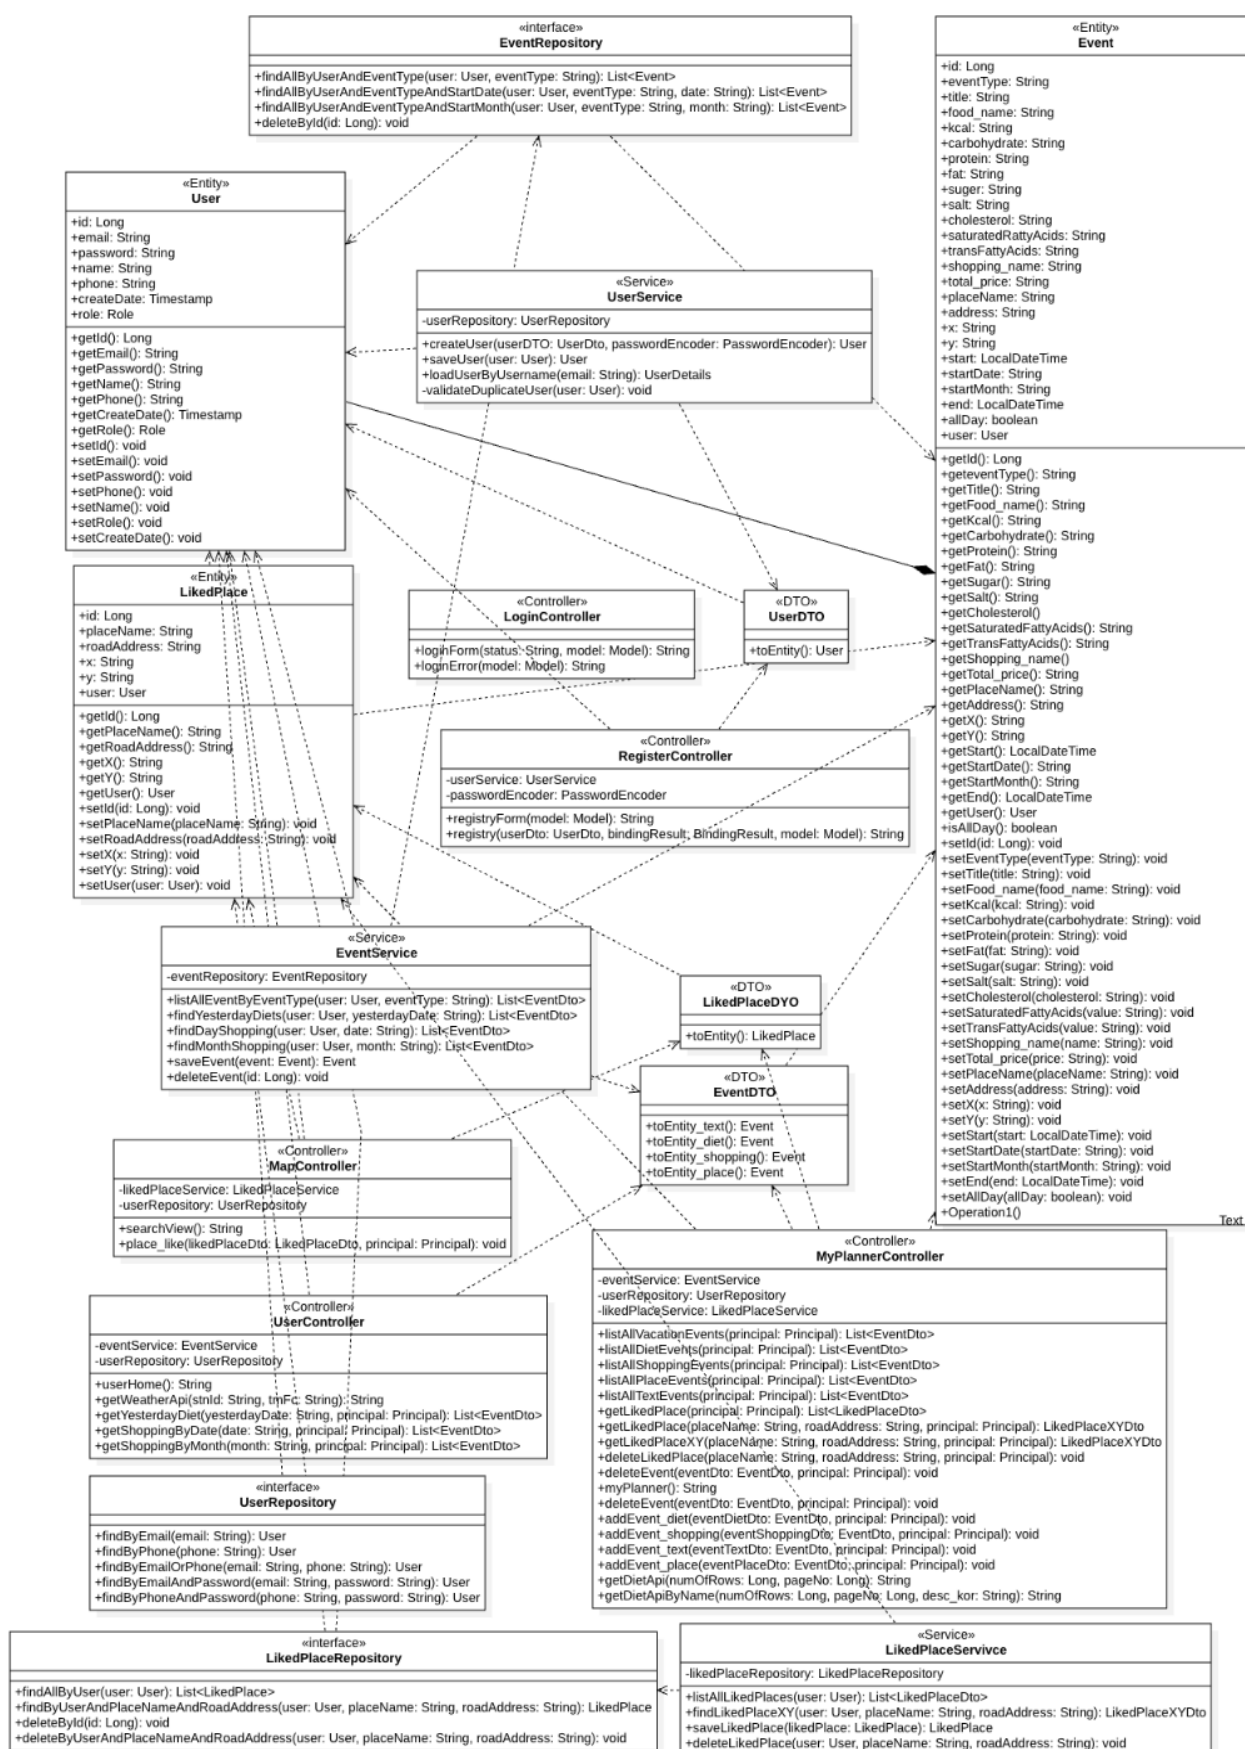 «interface»
EventRepository
+findAllByUserAndEventType(user: User, eventType: String): List<Event>
+findAllByUserAndEventTypeAndStartDate(user: User, eventType: String, date: String): List<Event>
+findAllByUserAndEventTypeAndStartMonth(user: User, eventType: String, month: String): List<Event>
+deleteById(id: Long): void
«Entity»
Event
+id: Long
+eventType: String
+title: String
+food_name: String
+kcal: String
+carbohydrate: String
+protein: String
+fat: String
+suger: String
+salt: String
+cholesterol: String
+saturatedRattyAcids: String
+transFattyAcids: String
+shopping_name: String
+total_price: String
+placeName: String
+address: String
+x: String
+y: String
+start: LocalDateTime
+startDate: String
+startMonth: String
+end: LocalDateTime
+allDay: boolean
+user: User
+getId(): Long
+geteventType(): String
+getTitle(): String
+getFood_name(): String
+getKcal(): String
+getCarbohydrate(): String
+getProtein(): String
+getFat(): String
+getSugar(): String
+getSalt(): String
+getCholesterol()
+getSaturatedFattyAcids(): String
+getTransFattyAcids(): String
+getShopping_name()
+getTotal_price(): String
+getPlaceName(): String
+getAddress(): String
+getX(): String
+getY(): String
+getStart(): LocalDateTime
+getStartDate(): String
+getStartMonth(): String
+getEnd(): LocalDateTime
+getUser(): User
+isAllDay(): boolean
+setId(id: Long): void
+setEventType(eventType: String): void
+setTitle(title: String): void
+setFood_name(food_name: String): void
+setKcal(kcal: String): void
+setCarbohydrate(carbohydrate: String): void
+setProtein(protein: String): void
+setFat(fat: String): void
+setSugar(sugar: String): void
+setSalt(salt: String): void
+setCholesterol(cholesterol: String): void
+setSaturatedFattyAcids(value: String): void
+setTransFattyAcids(value: String): void
+setShopping_name(name: String): void
+setTotal_price(price: String): void
+setPlaceName(placeName: String): void
+setAddress(address: String): void
+setX(x: String): void
+setY(y: String): void
+setStart(start: LocalDateTime): void
+setStartDate(startDate: String): void
+setStartMonth(startMonth: String): void
+setEnd(end: LocalDateTime): void
+setAllDay(allDay: boolean): void
+Operation1()
Text
«Entity»
User
+id: Long
+email: String
+password: String
+name: String
+phone: String
+createDate: Timestamp
+role: Role
+getId(): Long
+getEmail(): String
+getPassword(): String
+getName(): String
+getPhone(): String
+getCreateDate(): Timestamp
+getRole(): Role
+setId(): void
+setEmail(): void
+setPassword(): void
+setPhone(): void
+setName(): void
+setRole(): void
+setCreateDate(): void
«Service»
UserService
-userRepository: UserRepository
+createUser(userDTO: UserDto, passwordEncoder: PasswordEncoder): User
+saveUser(user: User): User
+loadUserByUsername(email: String): UserDetails
-validateDuplicateUser(user: User): void
«Entity»
LikedPlace
+id: Long
+placeName: String
+roadAddress: String
+x: String
+y: String
+user: User
+getId(): Long
+getPlaceName(): String
+getRoadAddress(): String
+getX(): String
+getY(): String
+getUser(): User
+setId(id: Long): void
+setPlaceName(placeName: String): void
+setRoadAddress(roadAddress: String): void
+setX(x: String): void
+setY(y: String): void
+setUser(user: User): void
«Controller»
LoginController
+loginForm(status: String, model: Model): String
+loginError(model: Model): String
«DTO»
UserDTO
+toEntity(): User
«Controller»
RegisterController
-userService: UserService
-passwordEncoder: PasswordEncoder
+registryForm(model: Model): String
+registry(userDto: UserDto, bindingResult: BindingResult, model: Model): String
«Service»
EventService
-eventRepository: EventRepository
+listAllEventByEventType(user: User, eventType: String): List<EventDto>
+findYesterdayDiets(user: User, yesterdayDate: String): List<EventDto>
+findDayShopping(user: User, date: String): List<EventDto>
+findMonthShopping(user: User, month: String): List<EventDto>
+saveEvent(event: Event): Event
+deleteEvent(id: Long): void
«DTO»
LikedPlaceDYO
+toEntity(): LikedPlace
«DTO»
EventDTO
+toEntity_text(): Event
+toEntity_diet(): Event
+toEntity_shopping(): Event
+toEntity_place(): Event
«Controller»
MapController
-likedPlaceService: LikedPlaceService
-userRepository: UserRepository
+searchView(): String
+place_like(likedPlaceDto: LikedPlaceDto, principal: Principal): void
«Controller»
MyPlannerController
-eventService: EventService
-userRepository: UserRepository
-likedPlaceService: LikedPlaceService
+listAllVacationEvents(principal: Principal): List<EventDto>
+listAllDietEvents(principal: Principal): List<EventDto>
+listAllShoppingEvents(principal: Principal): List<EventDto>
+listAllPlaceEvents(principal: Principal): List<EventDto>
+listAllTextEvents(principal: Principal): List<EventDto>
+getLikedPlace(principal: Principal): List<LikedPlaceDto>
+getLikedPlace(placeName: String, roadAddress: String, principal: Principal): LikedPlaceXYDto
+getLikedPlaceXY(placeName: String, roadAddress: String, principal: Principal): LikedPlaceXYDto
+deleteLikedPlace(placeName: String, roadAddress: String, principal: Principal): void
+deleteEvent(eventDto: EventDto, principal: Principal): void
+myPlanner(): String
+deleteEvent(eventDto: EventDto, principal: Principal): void
+addEvent_diet(eventDietDto: EventDto, principal: Principal): void
+addEvent_shopping(eventShoppingDto: EventDto, principal: Principal): void
+addEvent_text(eventTextDto: EventDto, principal: Principal): void
+addEvent_place(eventPlaceDto: EventDto, principal: Principal): void
+getDietApi(numOfRows: Long, pageNo: Long): String
+getDietApiByName(numOfRows: Long, pageNo: Long, desc_kor: String): String
«Controller»
UserController
-eventService: EventService
-userRepository: UserRepository
+userHome(): String
+getWeatherApi(stnId: String, tmFc: String): String
+getYesterdayDiet(yesterdayDate: String, principal: Principal): List<EventDto>
+getShoppingByDate(date: String, principal: Principal): List<EventDto>
+getShoppingByMonth(month: String, principal: Principal): List<EventDto>
«interface»
UserRepository
+findByEmail(email: String): User
+findByPhone(phone: String): User
+findByEmailOrPhone(email: String, phone: String): User
+findByEmailAndPassword(email: String, password: String): User
+findByPhoneAndPassword(phone: String, password: String): User
«interface»
LikedPlaceRepository
+findAllByUser(user: User): List<LikedPlace>
+findByUserAndPlaceNameAndRoadAddress(user: User, placeName: String, roadAddress: String): LikedPlace
+deleteById(id: Long): void
+deleteByUserAndPlaceNameAndRoadAddress(user: User, placeName: String, roadAddress: String): void
«Service»
LikedPlaceServivce
-likedPlaceRepository: LikedPlaceRepository
+listAllLikedPlaces(user: User): List<LikedPlaceDto>
+findLikedPlaceXY(user: User, placeName: String, roadAddress: String): LikedPlaceXYDto
+saveLikedPlace(likedPlace: LikedPlace): LikedPlace
+deleteLikedPlace(user: User, placeName: String, roadAddress: String): void